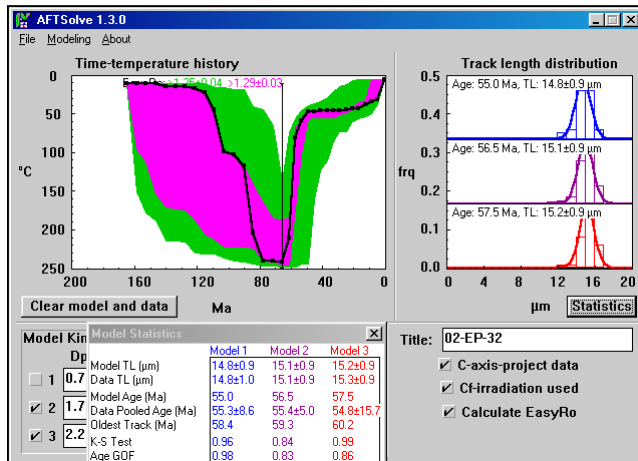 AFTSolve 1.3.0
File Modeling About
Time-temperature history
>1.29±0.03
0
50
100
150
200
250
°C
200 160 120 80 40 0
Ma
Clear model and data
Track length distribution
0.5
0.4
0.3
0.2
0.1
0.0
frq
Age: 55.0 Ma, TL: 14.8±0.9 µm
Age: 56.5 Ma, TL: 15.1±0.9 µm
Age: 57.5 Ma, TL: 15.2±0.9 µm
0 4 8 12 16 20
µm
Statistics
Model Kin
Dp
1 0.7
2 1.7
3 2.2
Model Statistics
Model 1 Model 2 Model 3
Model TL (µm) 14.8±0.9 15.1±0.9 15.2±0.9
Data TL (µm) 14.8±1.0 15.1±0.9 15.3±0.9
Model Age (Ma) 55.0 56.5 57.5
Data Pooled Age (Ma) 55.3±8.6 55.4±5.0 54.8±15.7
Oldest Track (Ma) 58.4 59.3 60.2
K-S Test 0.96 0.84 0.99
Age GOF 0.98 0.83 0.86
Title: 02-EP-32
C-axis-project data
Cf-irradiation used
Calculate EasyRo